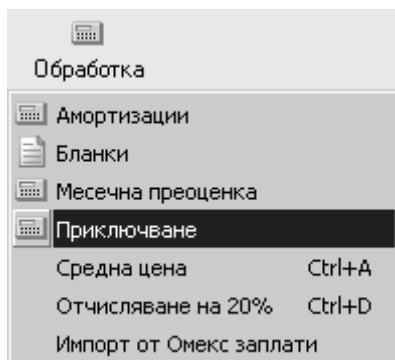 Обработка
Амортизации
Бланки
Месечна преоценка
Приключване
Средна цена Ctrl+A
Отчисляване на 20% Ctrl+D
Импорт от Омекс заплати